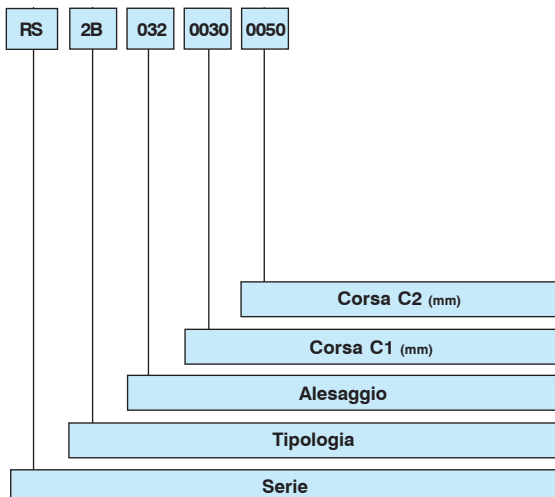 RS 2B 032 0030 0050
Corsa C2 (mm)
Corsa C1 (mm)
Alesaggio
Tipologia
Serie